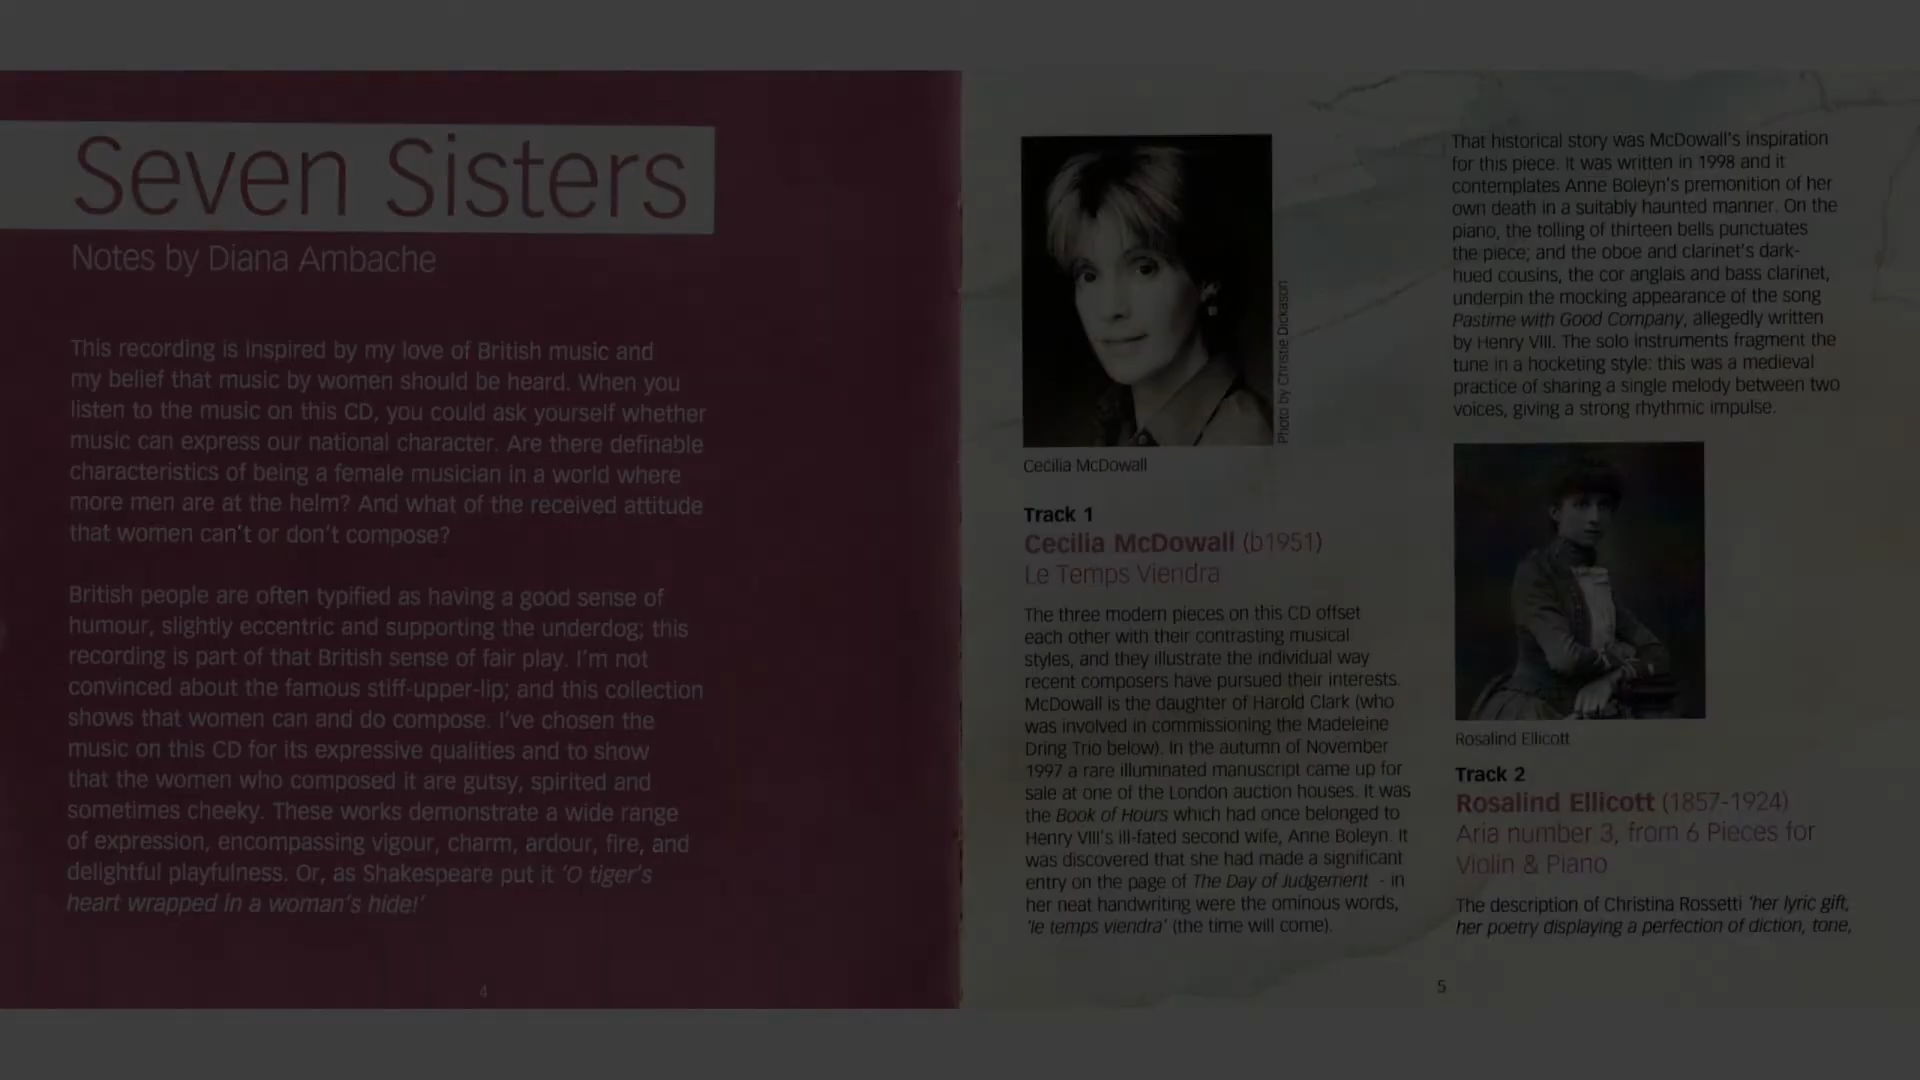 Seven Sisters
Notes by Diana Ambache
This recording is inspired by my love of British music and
my belief that music by women should be heard. When you
listen to the music on this CD, you could ask yourself whether
music can express our national character. Are there definable
characteristics of being a female musician in a world where
more men are at the helm? And what of the received attitude
that women can't or don't compose?
British people are often typified as having a good sense of
humour, slightly eccentric and supporting the underdog; this
recording is part of that British sense of fair play. I'm not
convinced about the famous stiff-upper-lip; and this collection
shows that women can and do compose. I've chosen the
music on this CD for its expressive qualities and to show
that the women who composed it are gutsy, spirited and
sometimes cheeky. These works demonstrate a wide range
of expression, encompassing vigour, charm, ardour, fire, and
delightful playfulness. Or, as Shakespeare put it 'O tiger's
heart wrapped in a woman's hide!'
4
Photo by Christie Dickason
Cecilia McDowall
Track 1
Cecilia McDowall (b1951)
Le Temps Viendra
The three modern pieces on this CD offset
each other with their contrasting musical
styles, and they illustrate the individual way
recent composers have pursued their interests.
McDowall is the daughter of Harold Clark (who
was involved in commissioning the Madeleine
Dring Trio below). In the autumn of November
1997 a rare illuminated manuscript came up for
sale at one of the London auction houses. It was
the Book of Hours which had once belonged to
Henry VIII's ill-fated second wife, Anne Boleyn. It
was discovered that she had made a significant
entry on the page of The Day of Judgement - in
her neat handwriting were the ominous words,
'le temps viendra' (the time will come).
That historical story was McDowall's inspiration
for this piece. It was written in 1998 and it
contemplates Anne Boleyn's premonition of her
own death in a suitably haunted manner. On the
piano, the tolling of thirteen bells punctuates
the piece; and the oboe and clarinet's dark-
hued cousins, the cor anglais and bass clarinet,
underpin the mocking appearance of the song
Pastime with Good Company, allegedly written
by Henry VIII. The solo instruments fragment the
tune in a hocketing style: this was a medieval
practice of sharing a single melody between two
voices, giving a strong rhythmic impulse.
Rosalind Ellicott
Track 2
Rosalind Ellicott (1857-1924)
Aria number 3, from 6 Pieces for
Violin & Piano
The description of Christina Rossetti 'her lyric gift,
her poetry displaying a perfection of diction, tone,
5